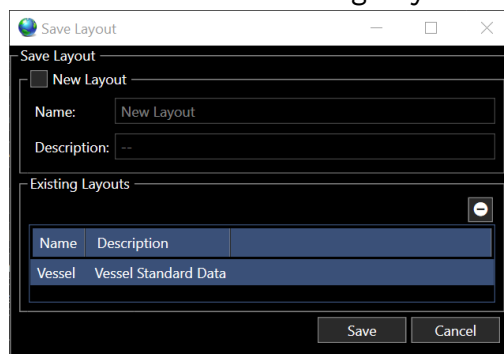 Save Layout
Save Layout
New Layout
Name: New Layout
Description: --
Existing Layouts
Name Description
Vessel Vessel Standard Data
Save Cancel